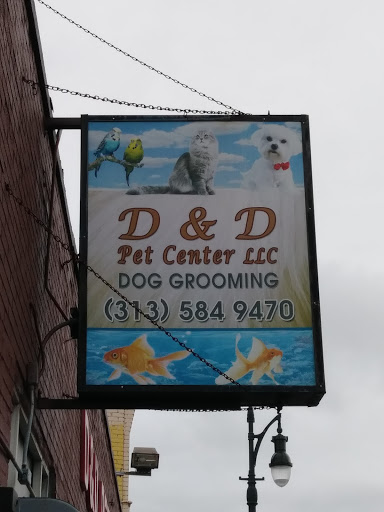 D & D
Pet Center LLC
DOG GROOMING
(313) 584 9470